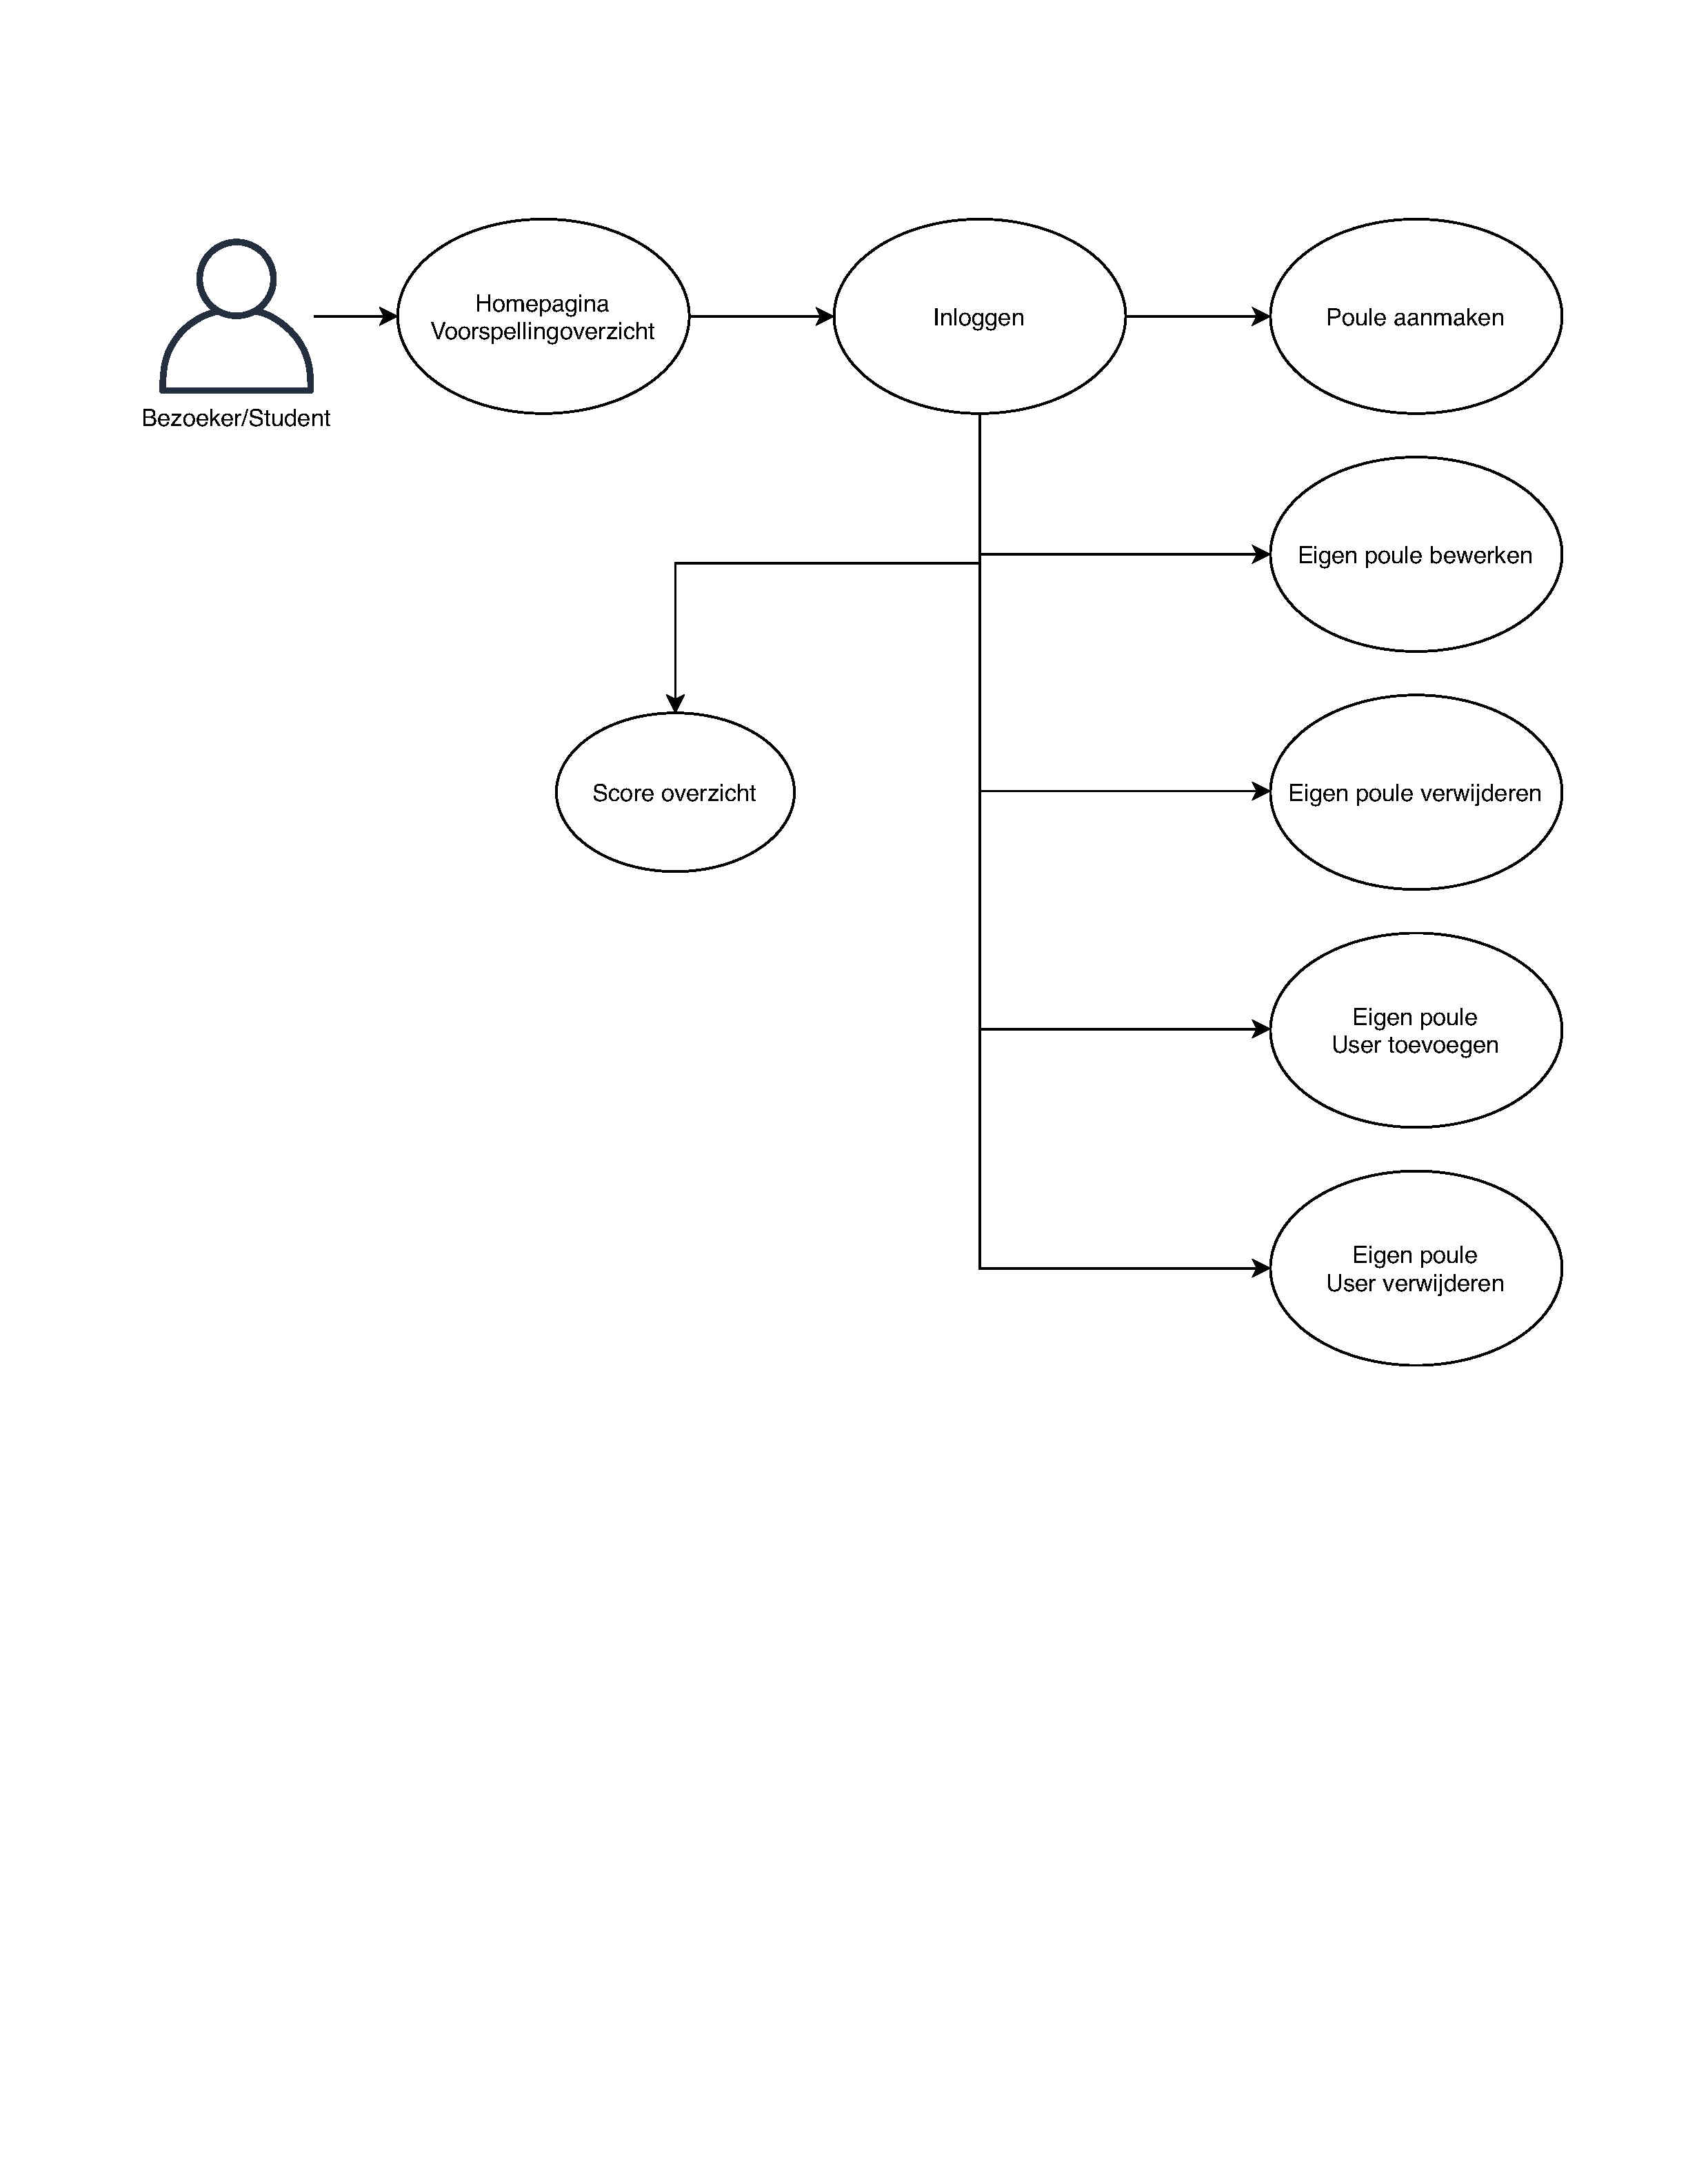 Homepagina
Voorspellingoverzicht
Inloggen
Poule aanmaken
Bezoeker/Student
Eigen poule bewerken
Score overzicht
Eigen poule verwijderen
Eigen poule
User toevoegen
Eigen poule
User verwijderen